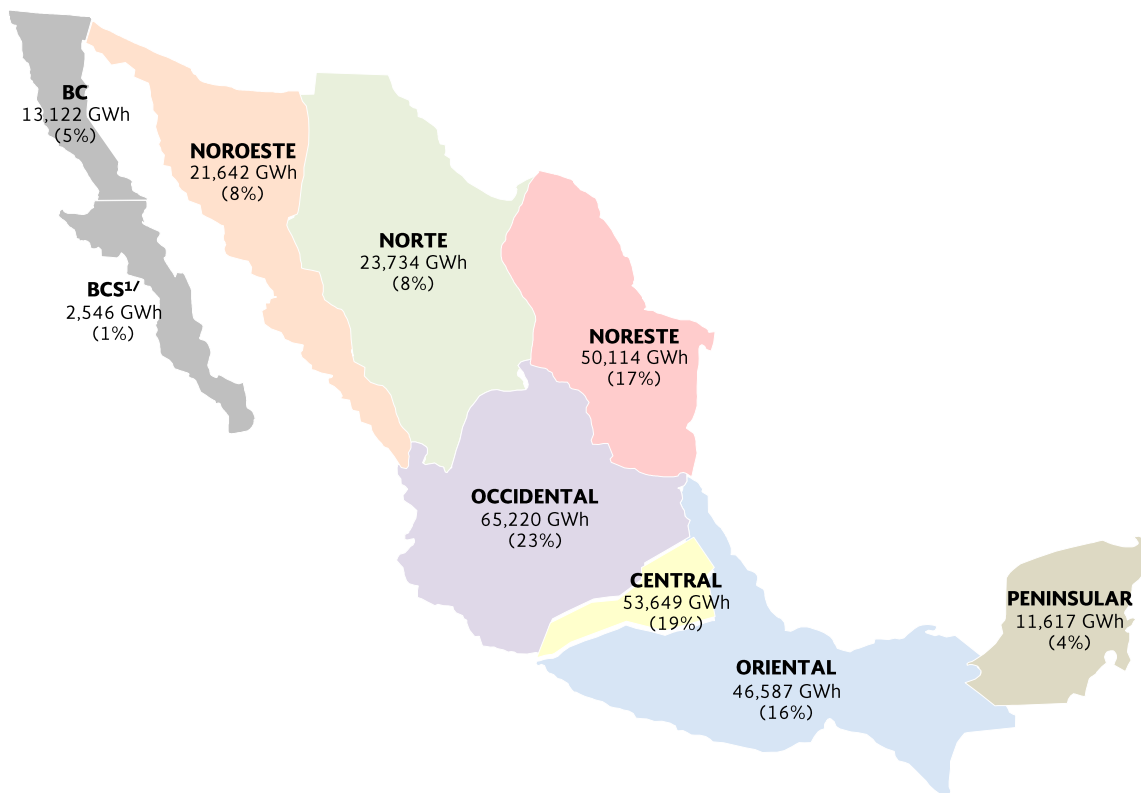 BC
13,122 GWh
(5%)
NOROESTE
21,642 GWh
(8%)
NORTE
23,734 GWh
(8%)
BCS¹/
2,546 GWh
(1%)
NORESTE
50,114 GWh
(17%)
OCCIDENTAL
65,220 GWh
(23%)
CENTRAL
53,649 GWh
(19%)
PENINSULAR
11,617 GWh
(4%)
ORIENTAL
46,587 GWh
(16%)